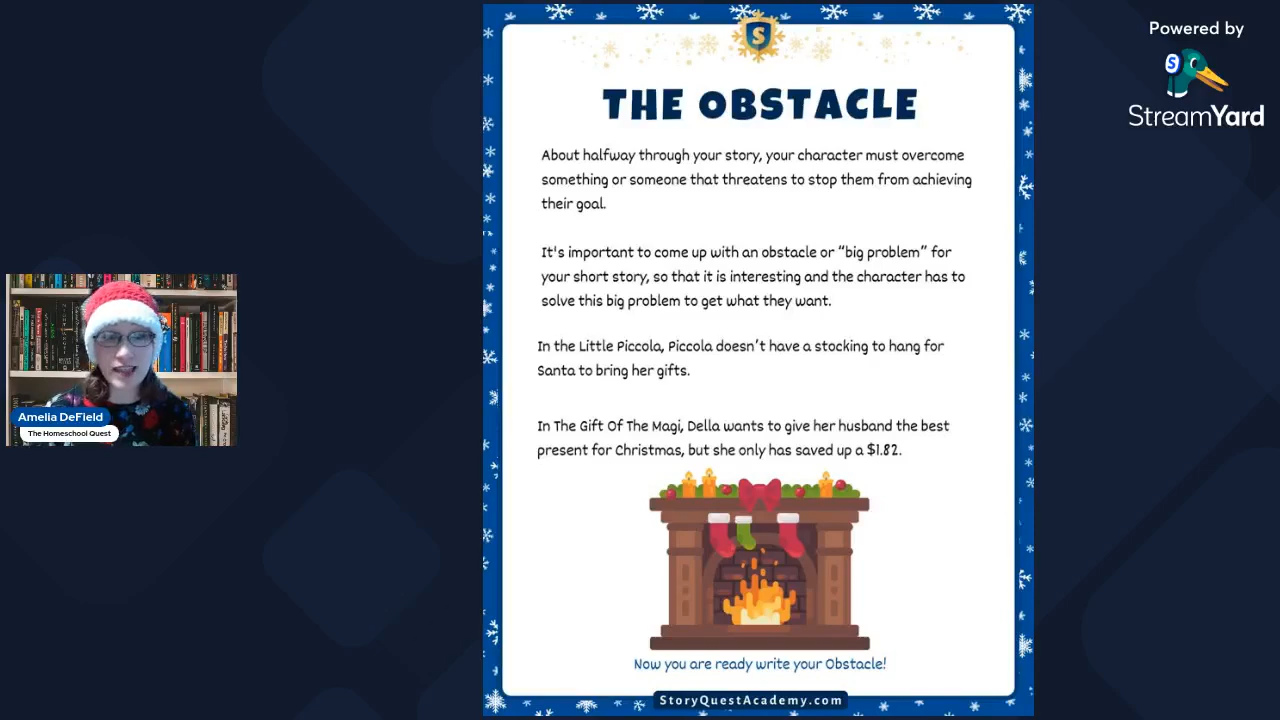 Powered by
StreamYard
S
S
THE OBSTACLE
About halfway through your story, your character must overcome
something or someone that threatens to stop them from achieving
their goal.
It's important to come up with an obstacle or “big problem” for
your short story, so that it is interesting and the character has to
solve this big problem to get what they want.
In the Little Piccola, Piccola doesn't have a stocking to hang for
Santa to bring her gifts.
In The Gift Of The Magi, Della wants to give her husband the best
present for Christmas, but she only has saved up a $1.82.
Now you are ready write your Obstacle!
StoryQuestAcademy.com
Amelia DeField
The Homeschool Quest